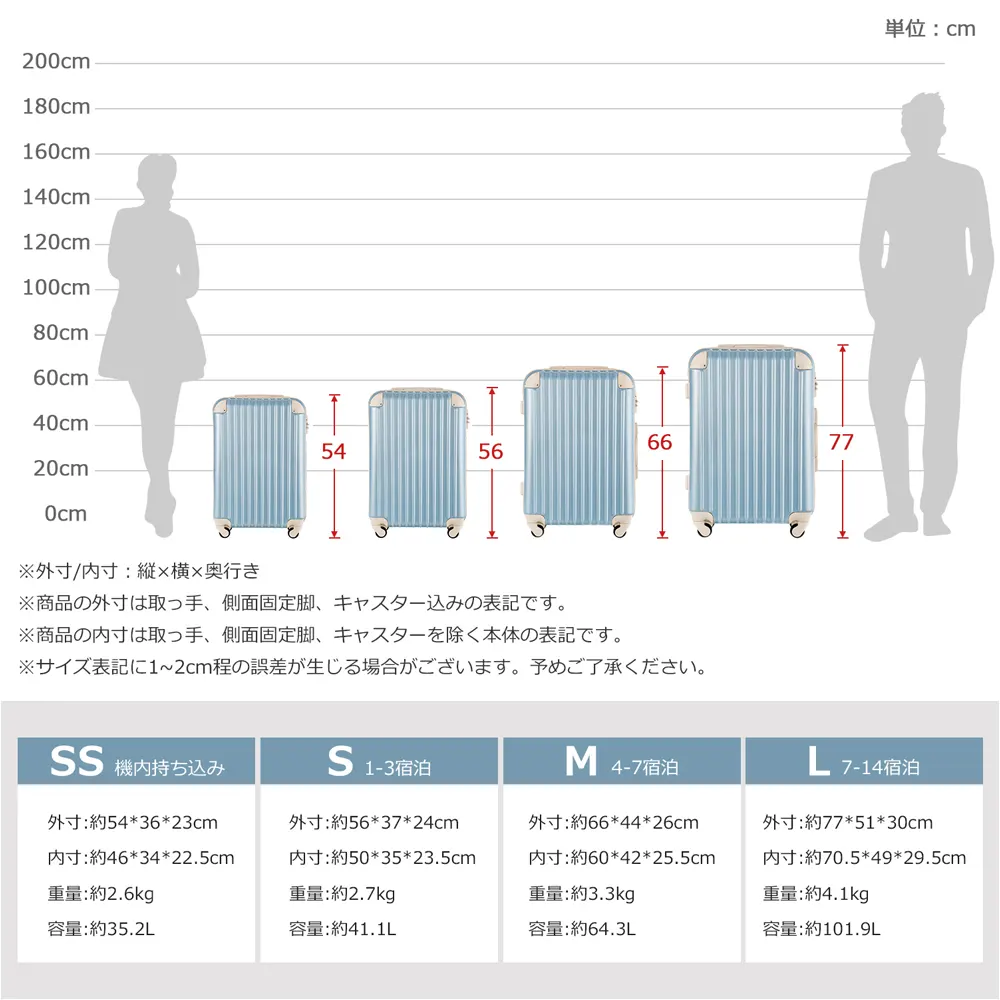 単位：cm
200cm
180cm
160cm
140cm
120cm
100cm
80cm
60cm
40cm
20cm
0cm
54
56
66
77
※外寸/内寸：縦×横×奥行き
※商品の外寸は取っ手、側面固定脚、キャスター込みの表記です。
※商品の内寸は取っ手、側面固定脚、キャスターを除く本体の表記です。
※サイズ表記に1~2cm程の誤差が生じる場合がございます。予めご了承ください。
SS 機内持ち込み
外寸:約54*36*23cm
内寸:約46*34*22.5cm
重量:約2.6kg
容量:約35.2L
S 1-3宿泊
外寸:約56*37*24cm
内寸:約50*35*23.5cm
重量:約2.7kg
容量:約41.1L
M 4-7宿泊
外寸:約66*44*26cm
内寸:約60*42*25.5cm
重量:約3.3kg
容量:約64.3L
L 7-14宿泊
外寸:約77*51*30cm
内寸:約70.5*49*29.5cm
重量:約4.1kg
容量:約101.9L